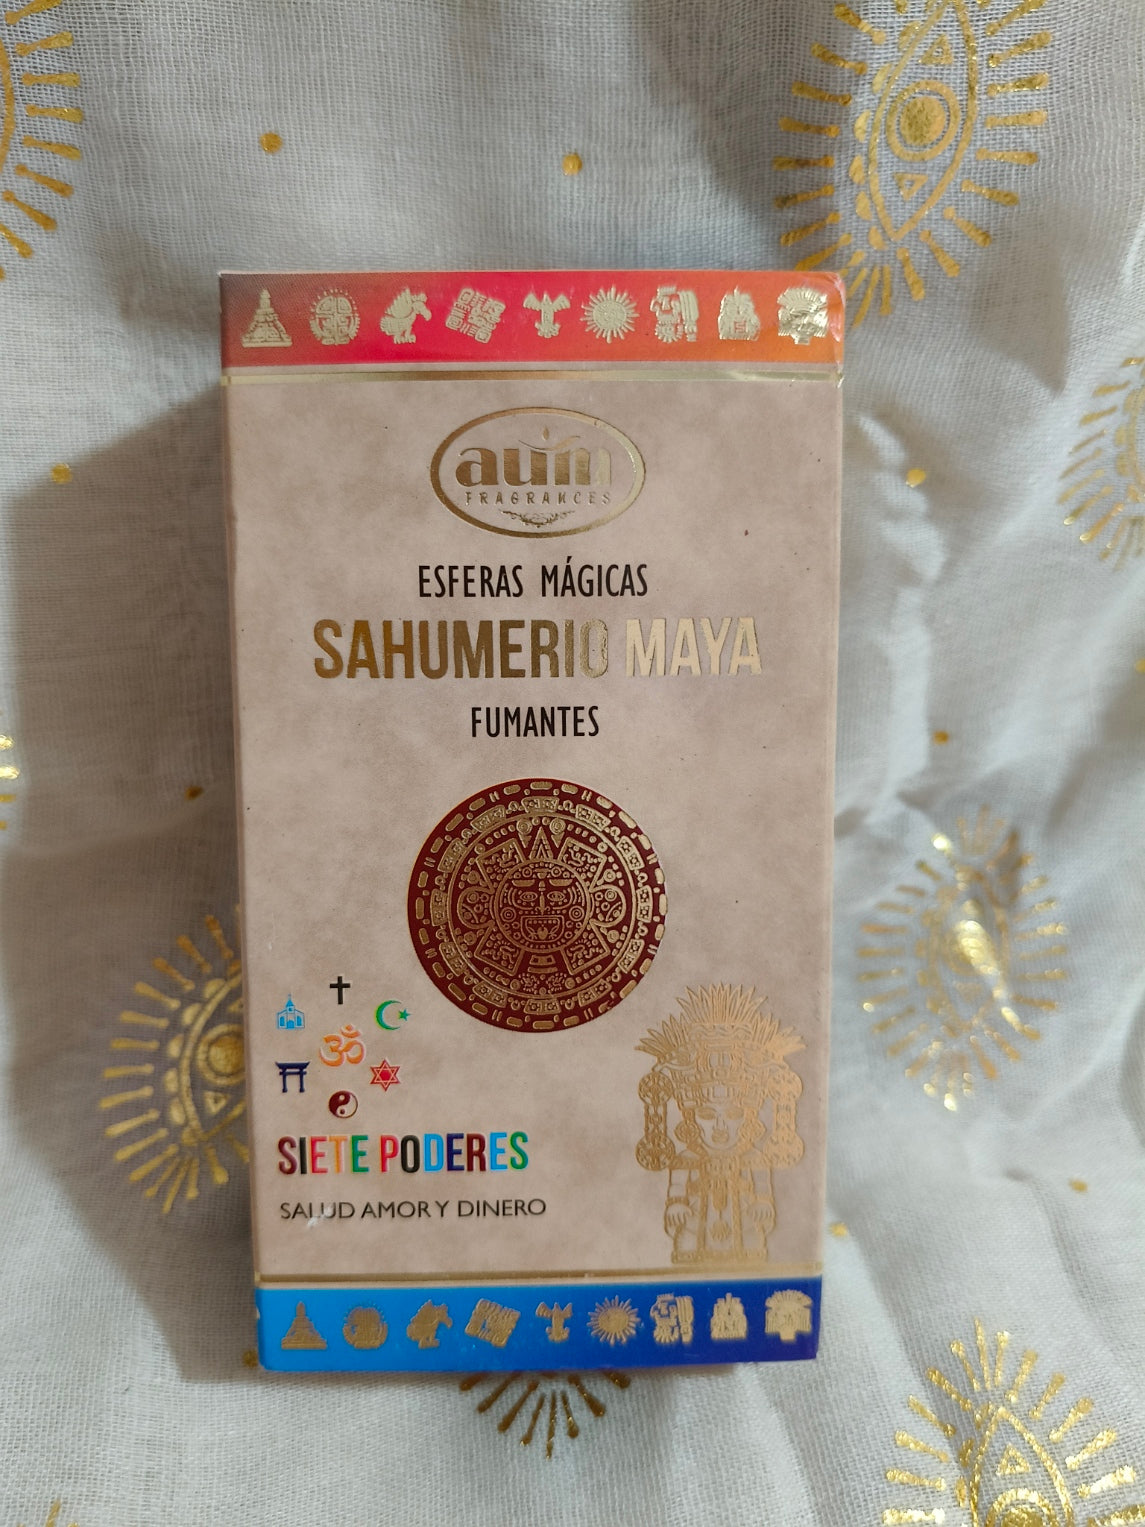 aum
FRAGRANCES
ESFERAS MÁGICAS
SAHUMERIO MAYA
FUMANTES
ॐ
SIETE PODERES
SALUD AMOR Y DINERO